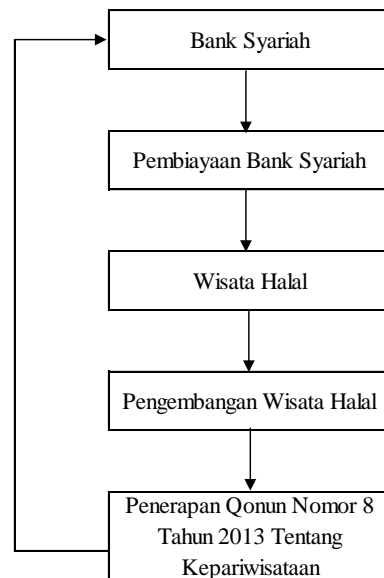 Bank Syariah
Pembiayaan Bank Syariah
Wisata Halal
Pengembangan Wisata Halal
Penerapan Qonun Nomor 8
Tahun 2013 Tentang
Kepariwisataan